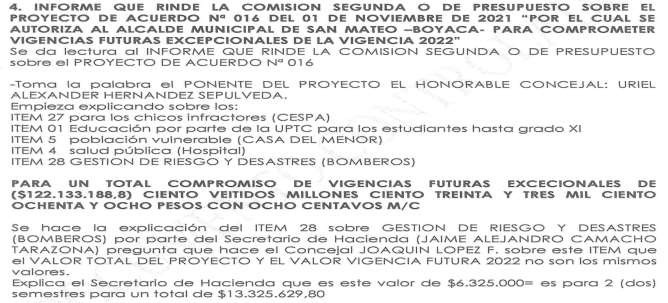 4. INFORME QUE RINDE LA COMISION SEGUNDA O DE PRESUPUESTO SOBRE EL
PROYECTO DE ACUERDO Nº 016 DEL 01 DE NOVIEMBRE DE 2021 "POR EL CUAL SE
AUTORIZA AL ALCALDE MUNICIPAL DE SAN MATEO –BOYACA- PARA COMPROMETER
VIGENCIAS FUTURAS EXCEPCIONALES DE LA VIGENCIA 2022"
Se da lectura al INFORME QUE RINDE LA COMISION SEGUNDA O DE PRESUPUESTO
sobre el PROYECTO DE ACUERDO Nº 016
-Toma la palabra el PONENTE DEL PROYECTO EL HONORABLE CONCEJAL: URIEL
ALEXANDER HERNANDEZ SEPULVEDA.
Empieza explicando sobre los:
ITEM 27 para los chicos infractores (CESPA)
ITEM 01 Educación por parte de la UPTC para los estudiantes hasta grado XI
ITEM 5 población vulnerable (CASA DEL MENOR)
ITEM 4 salud pública (Hospital)
ITEM 28 GESTION DE RIESGO Y DESASTRES (BOMBEROS)
PARA UN TOTAL COMPROMISO DE VIGENCIAS FUTURAS EXCECIONALES DE
($122.133.188,8) CIENTO VEITIDOS MILLONES CIENTO TREINTA Y TRES MIL CIENTO
OCHENTA Y OCHO PESOS CON OCHO CENTAVOS M/C
Se hace la explicación del ITEM 28 sobre GESTION DE RIESGO Y DESASTRES
(BOMBEROS) por parte del Secretario de Hacienda (JAIME ALEJANDRO CAMACHO
TARAZONA) pregunta que hace el Concejal JOAQUIN LOPEZ F. sobre este ITEM que
el VALOR TOTAL DEL PROYECTO Y EL VALOR VIGENCIA FUTURA 2022 no son los mismos
valores.
Explica el Secretario de Hacienda que es este valor de $6.325.000= es para 2 (dos)
semestres para un total de $13.325.629,80